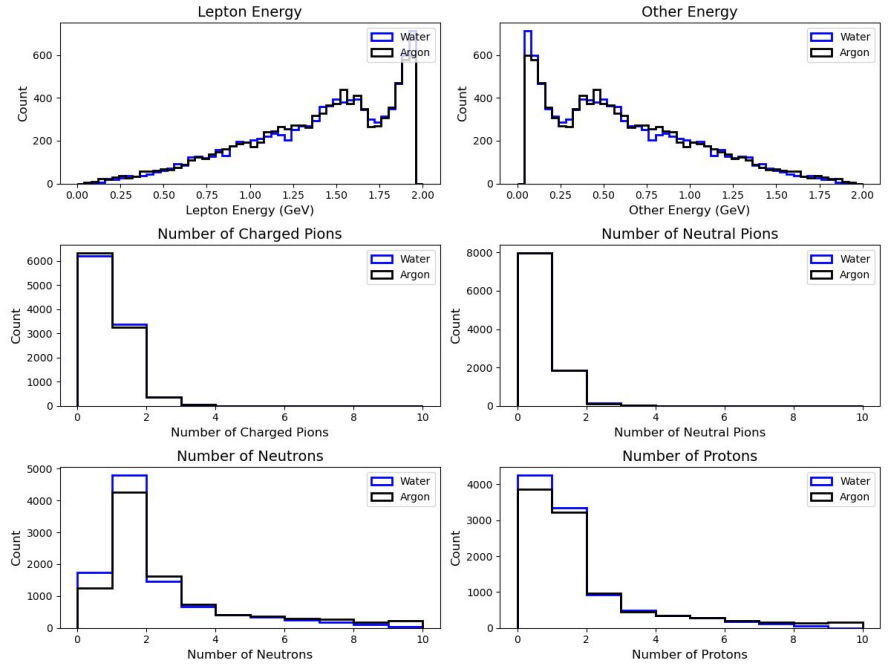 Lepton Energy
Other Energy
Water
Argon
Water
Argon
Count
600
400
200
0
Count
600
400
200
0
0.00 0.25 0.50 0.75 1.00 1.25 1.50 1.75 2.00
0.00 0.25 0.50 0.75 1.00 1.25 1.50 1.75 2.00
Lepton Energy (GeV)
Other Energy (GeV)
Number of Charged Pions
Number of Neutral Pions
Water
Argon
Water
Argon
Count
6000
5000
4000
3000
2000
1000
0
Count
8000
6000
4000
2000
0
0 2 4 6 8 10
0 2 4 6 8 10
Number of Charged Pions
Number of Neutral Pions
Number of Neutrons
Number of Protons
Water
Argon
Water
Argon
Count
5000
4000
3000
2000
1000
0
Count
4000
3000
2000
1000
0
0 2 4 6 8 10
0 2 4 6 8 10
Number of Neutrons
Number of Protons